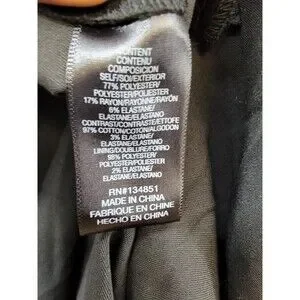 CONTENT
CONTENU
COMPOSICION
SELF/SOI/EXTERIOR
77% POLYESTER/
POLYESTER/POLIESTER
17% RAYON/RAYONNE/RAYON
6% ELASTANE/
ELASTANE/ELASTANO
CONTRAST/CONTRASTE/ETOFFE
97% COTTON/COTON/ALGODON
3% ELASTANE/
ELASTANE/ELASTANO
LINING/DOUBLURE/FORRO
98% POLYESTER/
POLYESTER/POLIESTER
2% ELASTANE/
ELASTANE/ELASTANO
RN#134851
MADE IN CHINA
FABRIQUE EN CHINE
HECHO EN CHINA